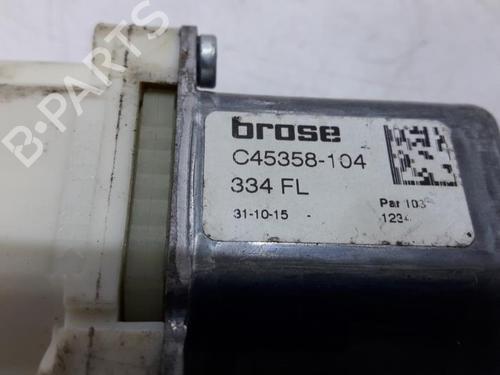 B-PARTS
brose
C45358-104
334 FL
31-10-15 -
Par 103
1234